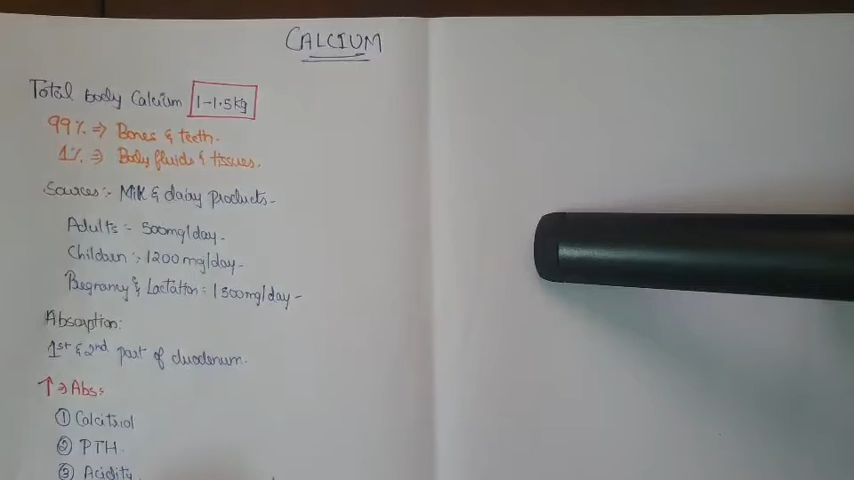 CALCIUM
Total body Calcium 1-1.5kg
99% => Bones & teeth.
1% => Body fluids & tissues.
Sources:- Milk & dairy products-
Adults :- 500mg/day-
Children :- 1200 mg/day-
Pregnancy & Lactation = 1500mg/day-
Absorption:
1st & 2nd part of duodenum.
↑ => Abs:
① Calcitriol
② PTH.
③ Acidity